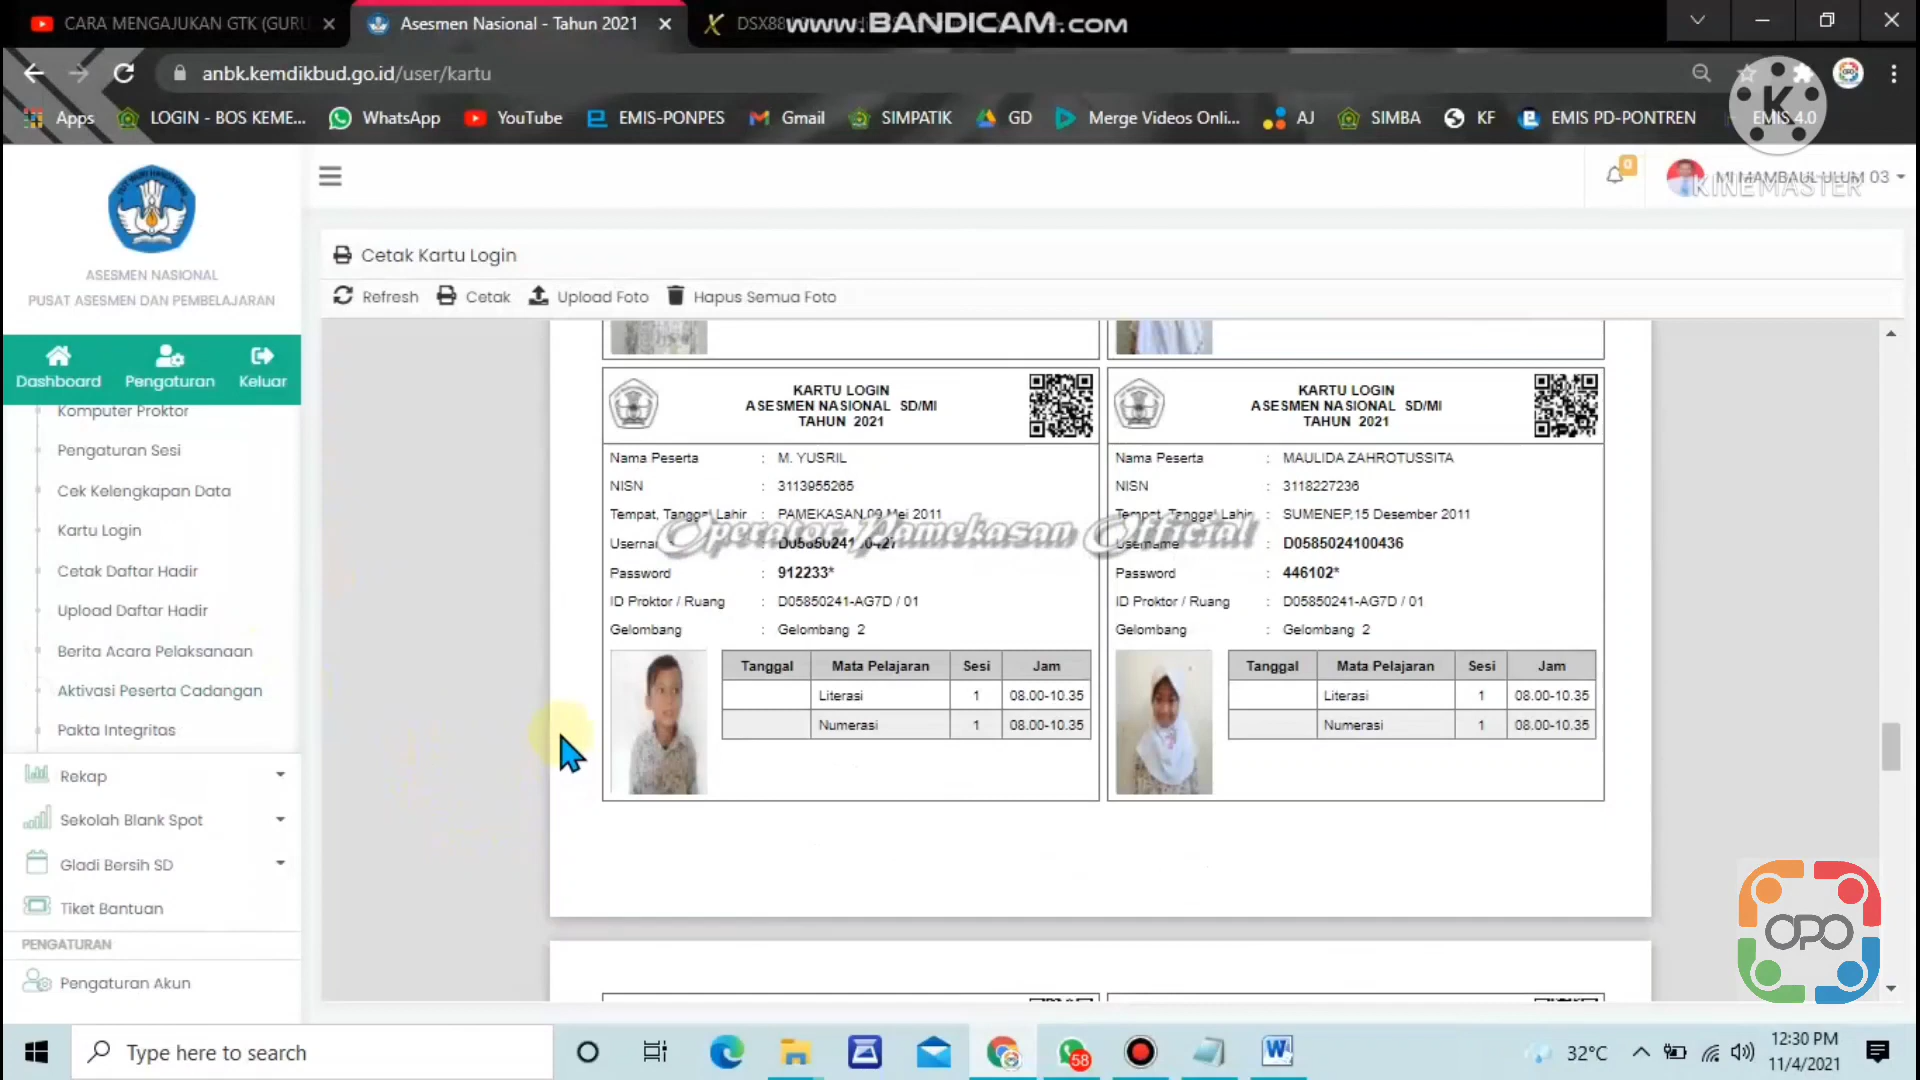 CARA MENGAJUKAN GTK (GURU
Asesmen Nasional - Tahun 2021
DSX88
www.BANDICAM.com
anbk.kemdikbud.go.id/user/kartu
Apps
LOGIN - BOS KEME...
WhatsApp
YouTube
EMIS-PONPES
Gmail
SIMPATIK
GD
Merge Videos Onli...
AJ
SIMBA
KF
EMIS PD-PONTREN
EMIS 4.0
K
ASESMEN NASIONAL
PUSAT ASESMEN DAN PEMBELAJARAN
0
MI MAMBAUL ULUM 03
KINEMASTER
Cetak Kartu Login
Refresh
Cetak
Upload Foto
Hapus Semua Foto
Dashboard
Pengaturan
Keluar
Komputer Proktor
Pengaturan Sesi
Cek Kelengkapan Data
Kartu Login
Cetak Daftar Hadir
Upload Daftar Hadir
Berita Acara Pelaksanaan
Aktivasi Peserta Cadangan
Pakta Integritas
Rekap
Sekolah Blank Spot
Gladi Bersih SD
Tiket Bantuan
PENGATURAN
Pengaturan Akun
KARTU LOGIN
ASESMEN NASIONAL SD/MI
TAHUN 2021
Nama Peserta : M. YUSRIL
NISN : 3113955265
Tempat, Tanggal Lahir : PAMEKASAN,09 Mei 2011
Password : 912233*
ID Proktor / Ruang : D05850241-AG7D / 01
Gelombang : Gelombang 2
Tanggal Mata Pelajaran Sesi Jam
Literasi 1 08.00-10.35
Numerasi 1 08.00-10.35
KARTU LOGIN
ASESMEN NASIONAL SD/MI
TAHUN 2021
Nama Peserta : MAULIDA ZAHROTUSSITA
NISN : 3118227236
Tempat, Tanggal Lahir : SUMENEP,15 Desember 2011
Username : D0585024100436
Password : 446102*
ID Proktor / Ruang : D05850241-AG7D / 01
Gelombang : Gelombang 2
Tanggal Mata Pelajaran Sesi Jam
Literasi 1 08.00-10.35
Numerasi 1 08.00-10.35
Operator Pamekasan Official
OPO
Type here to search
58
32°C
12:30 PM
11/4/2021